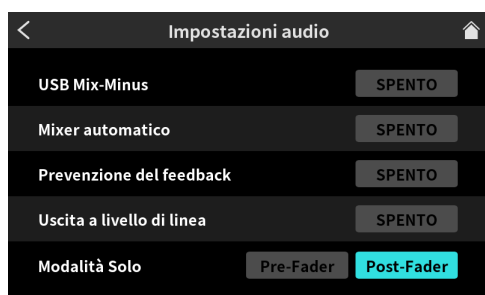 Impostazioni audio
USB Mix-Minus SPENTO
Mixer automatico SPENTO
Prevenzione del feedback SPENTO
Uscita a livello di linea SPENTO
Modalità Solo Pre-Fader Post-Fader